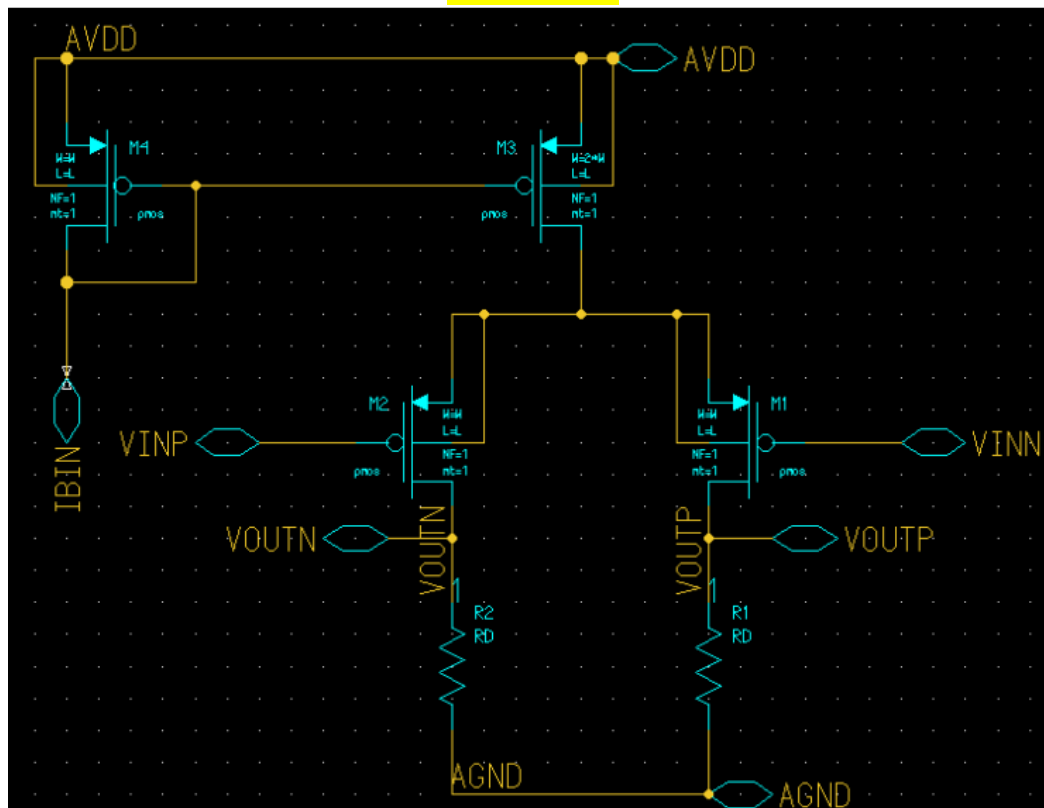 AVDD
AVDD
M4
W=W
L=L
NF=1
mt=1
pmos
M3
W=2*W
L=L
NF=1
mt=1
pmos
IBIN
M2
W=W
L=L
NF=1
mt=1
pmos
VINP
M1
W=W
L=L
NF=1
mt=1
pmos
VINN
VOUTN
VOUTN
VOUTP
VOUTP
1
R2
RD
1
R1
RD
AGND
AGND